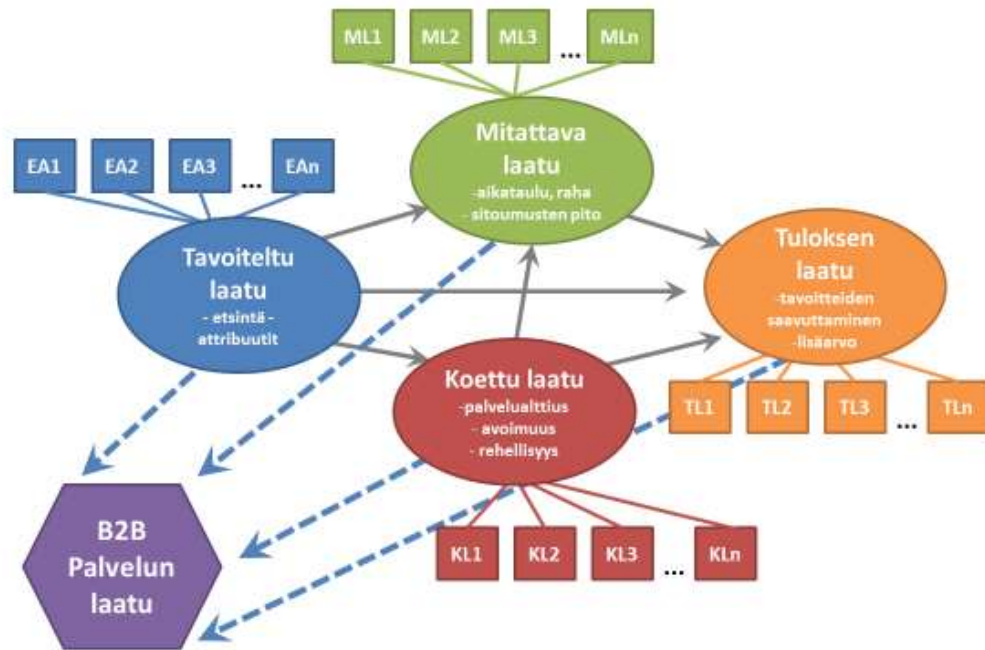 ML1 ML2 ML3 ... MLn
Mitattava
laatu
-aikataulu, raha
- sitoumusten pito
EA1 EA2 EA3 ... EAn
Tavoiteltu
laatu
- etsintä -
attribuutit
Tuloksen
laatu
-tavoitteiden
saavuttaminen
-lisäarvo
TL1 TL2 TL3 ... TLn
Koettu laatu
-palvelualttius
- avoimuus
- rehellisyys
KL1 KL2 KL3 ... KLn
B2B
Palvelun
laatu